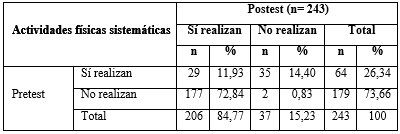 Actividades físicas sistemáticas
Postest (n= 243)
Sí realizan No realizan Total
n % n % n %
Pretest Sí realizan 29 11,93 35 14,40 64 26,34
No realizan 177 72,84 2 0,83 179 73,66
Total 206 84,77 37 15,23 243 100